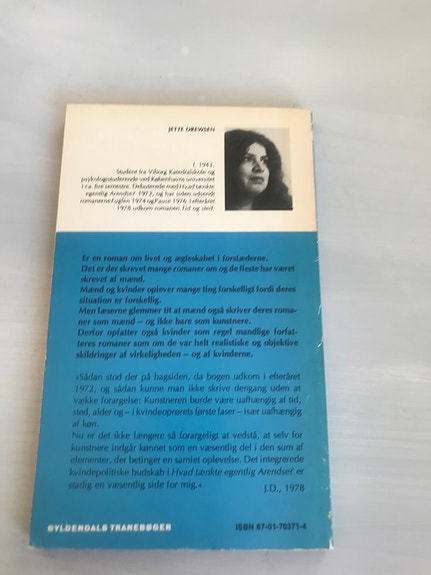 JETTE DREWSEN
f. 1943.
Student fra Viborg Katedralskole og
psykologistuderende ved Københavns universitet
i ca. fire semestre. Debuterede med Hvad tænkte
egentlig Arendse? 1972, og har siden udsendt
romanerne Fuglen 1974 og Pause 1976. I efteråret
1978 udkom romanen Tid og sted.
Er en roman om livet og ægteskabet i forstæderne.
Det er der skrevet mange romaner om og de fleste har været
skrevet af mænd.
Mænd og kvinder oplever mange ting forskelligt fordi deres
situation er forskellig.
Men læserne glemmer tit at mænd også skriver deres roma-
ner som mænd – og ikke bare som kunstnere.
Derfor opfatter også kvinder som regel mandlige forfat-
teres romaner som om de var helt realistiske og objektive
skildringer af virkeligheden – og af kvinderne.
»Sådan stod der på bagsiden, da bogen udkom i efteråret
1972, og sådan kunne man ikke skrive dengang uden at
vække forargelse: Kunstneren burde være uafhængig af tid,
sted, alder og – i kvindeoprørets første faser – især uafhængig
af køn.
Nu er det ikke længere så forargeligt at vedstå, at selv for
kunstnere indgår kønnet som en væsentlig del i den sum af
elementer, der betinger en samlet oplevelse. Det integrerede
kvindepolitiske budskab i Hvad tænkte egentlig Arendse? er
stadig en væsentlig side for mig.«
J.D., 1978
GYLDENDALS TRANEBØGER
ISBN 87-01-70371-4